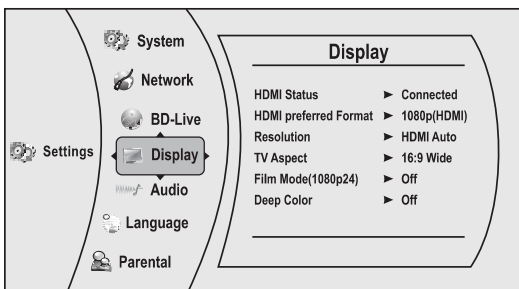 Settings
System
Network
BD-Live
Display
Audio
Language
Parental
Display
HDMI Status ► Connected
HDMI preferred Format ► 1080p(HDMI)
Resolution ► HDMI Auto
TV Aspect ► 16:9 Wide
Film Mode(1080p24) ► Off
Deep Color ► Off